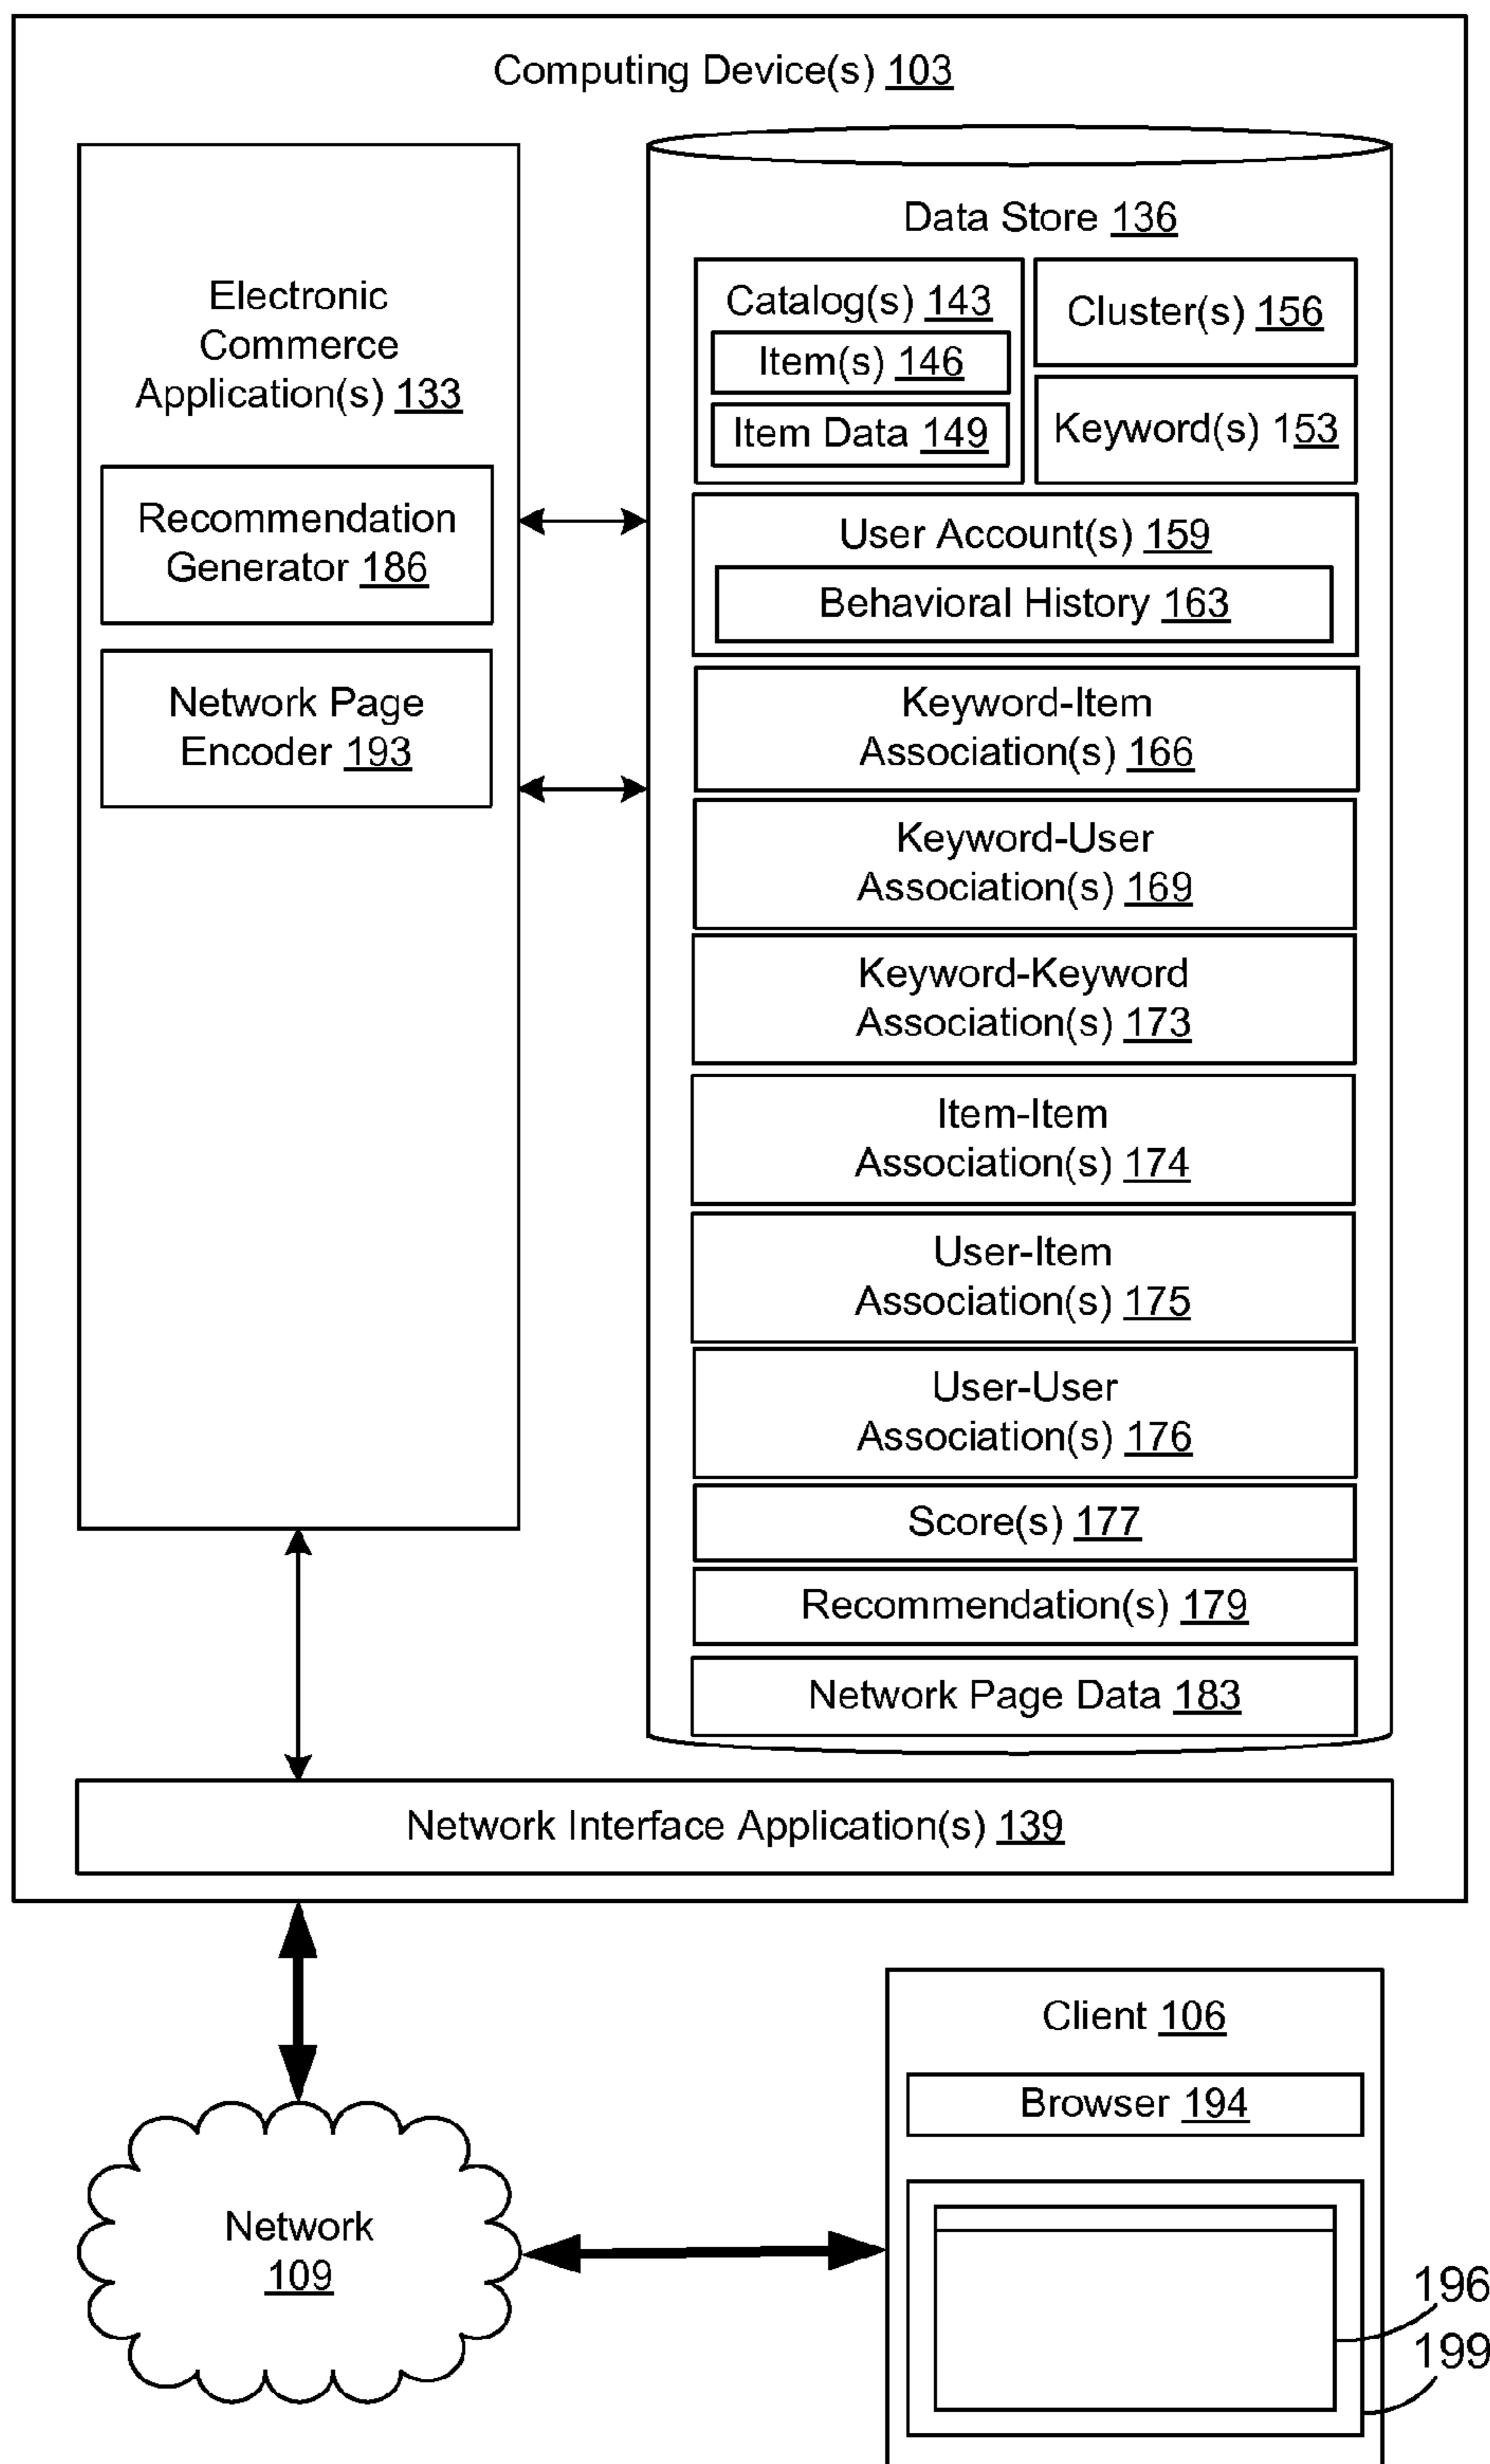 Computing Device(s) 103
Electronic
Commerce
Application(s) 133
Recommendation
Generator 186
Network Page
Encoder 193
Data Store 136
Catalog(s) 143
Item(s) 146
Item Data 149
Cluster(s) 156
Keyword(s) 153
User Account(s) 159
Behavioral History 163
Keyword-Item
Association(s) 166
Keyword-User
Association(s) 169
Keyword-Keyword
Association(s) 173
Item-Item
Association(s) 174
User-Item
Association(s) 175
User-User
Association(s) 176
Score(s) 177
Recommendation(s) 179
Network Page Data 183
Network Interface Application(s) 139
Network
109
Client 106
Browser 194
196
199